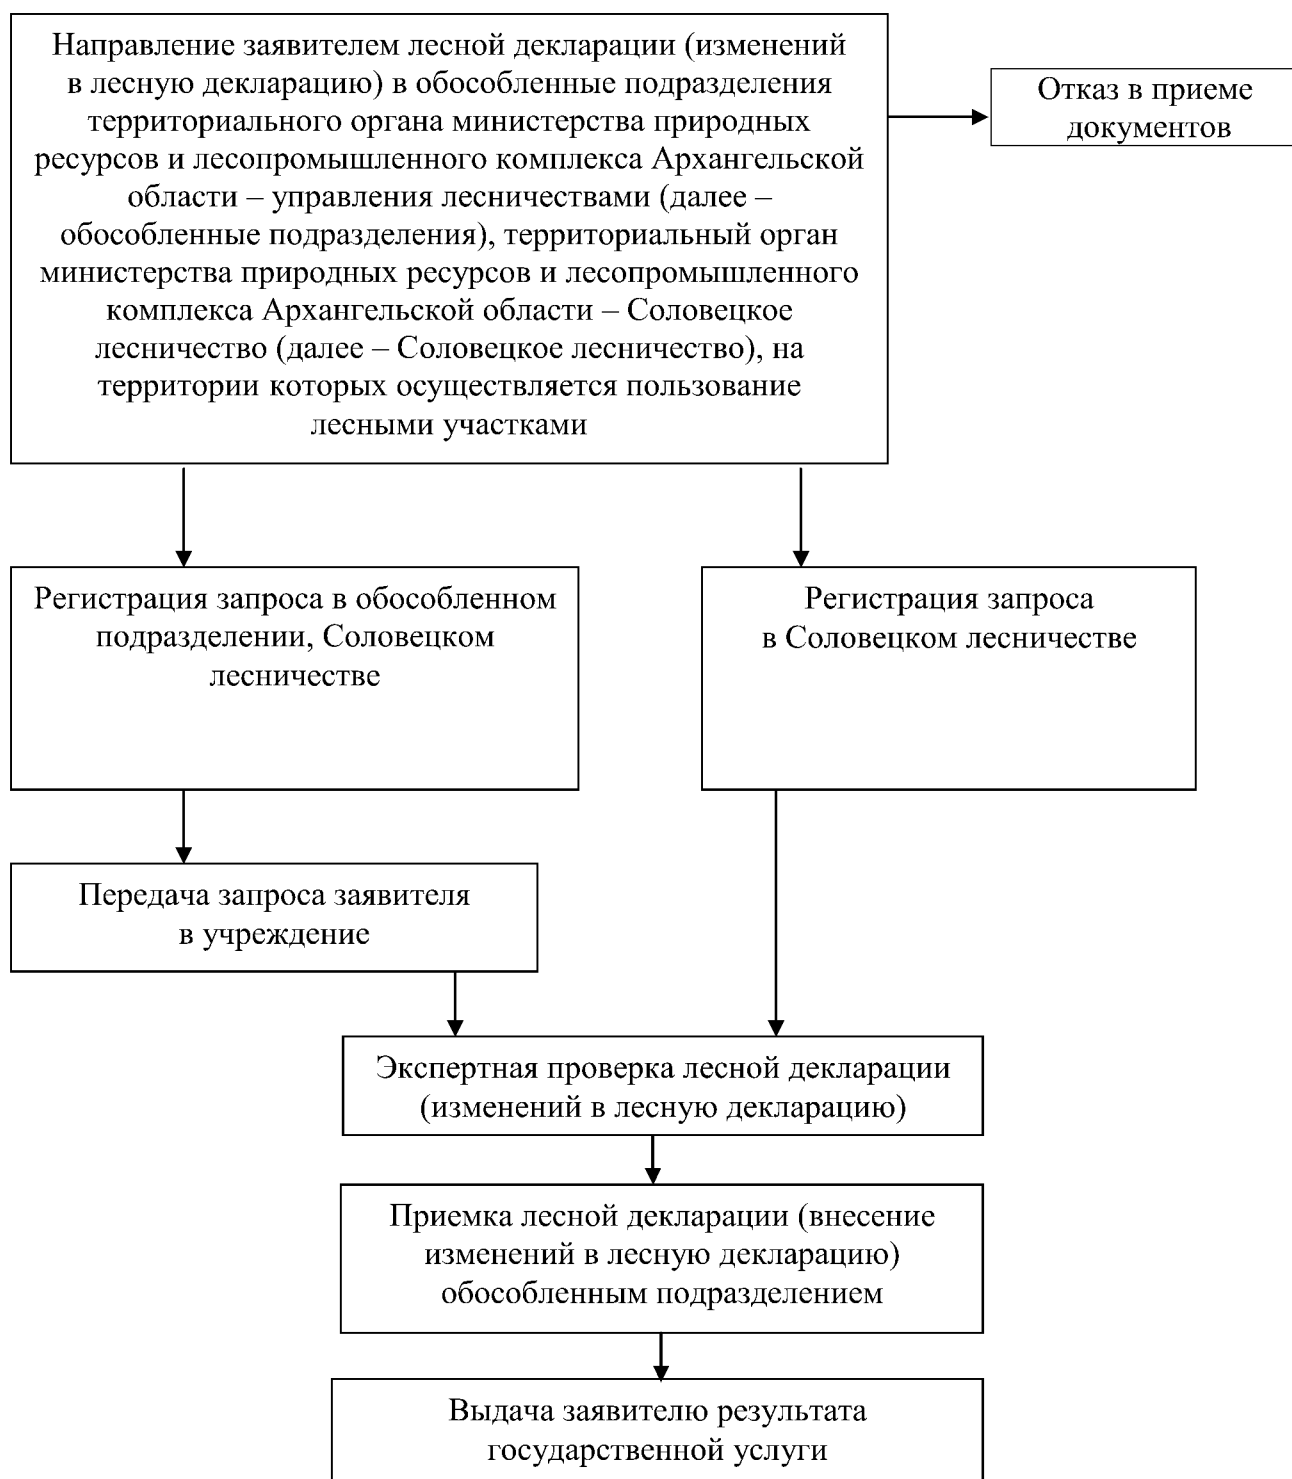 Направление заявителем лесной декларации (изменений
в лесную декларацию) в обособленные подразделения
территориального органа министерства природных
ресурсов и лесопромышленного комплекса Архангельской
области – управления лесничествами (далее –
обособленные подразделения), территориальный орган
министерства природных ресурсов и лесопромышленного
комплекса Архангельской области – Соловецкое
лесничество (далее – Соловецкое лесничество), на
территории которых осуществляется пользование
лесными участками
Отказ в приеме
документов
Регистрация запроса в обособленном
подразделении, Соловецком
лесничестве
Регистрация запроса
в Соловецком лесничестве
Передача запроса заявителя
в учреждение
Экспертная проверка лесной декларации
(изменений в лесную декларацию)
Приемка лесной декларации (внесение
изменений в лесную декларацию)
обособленным подразделением
Выдача заявителю результата
государственной услуги